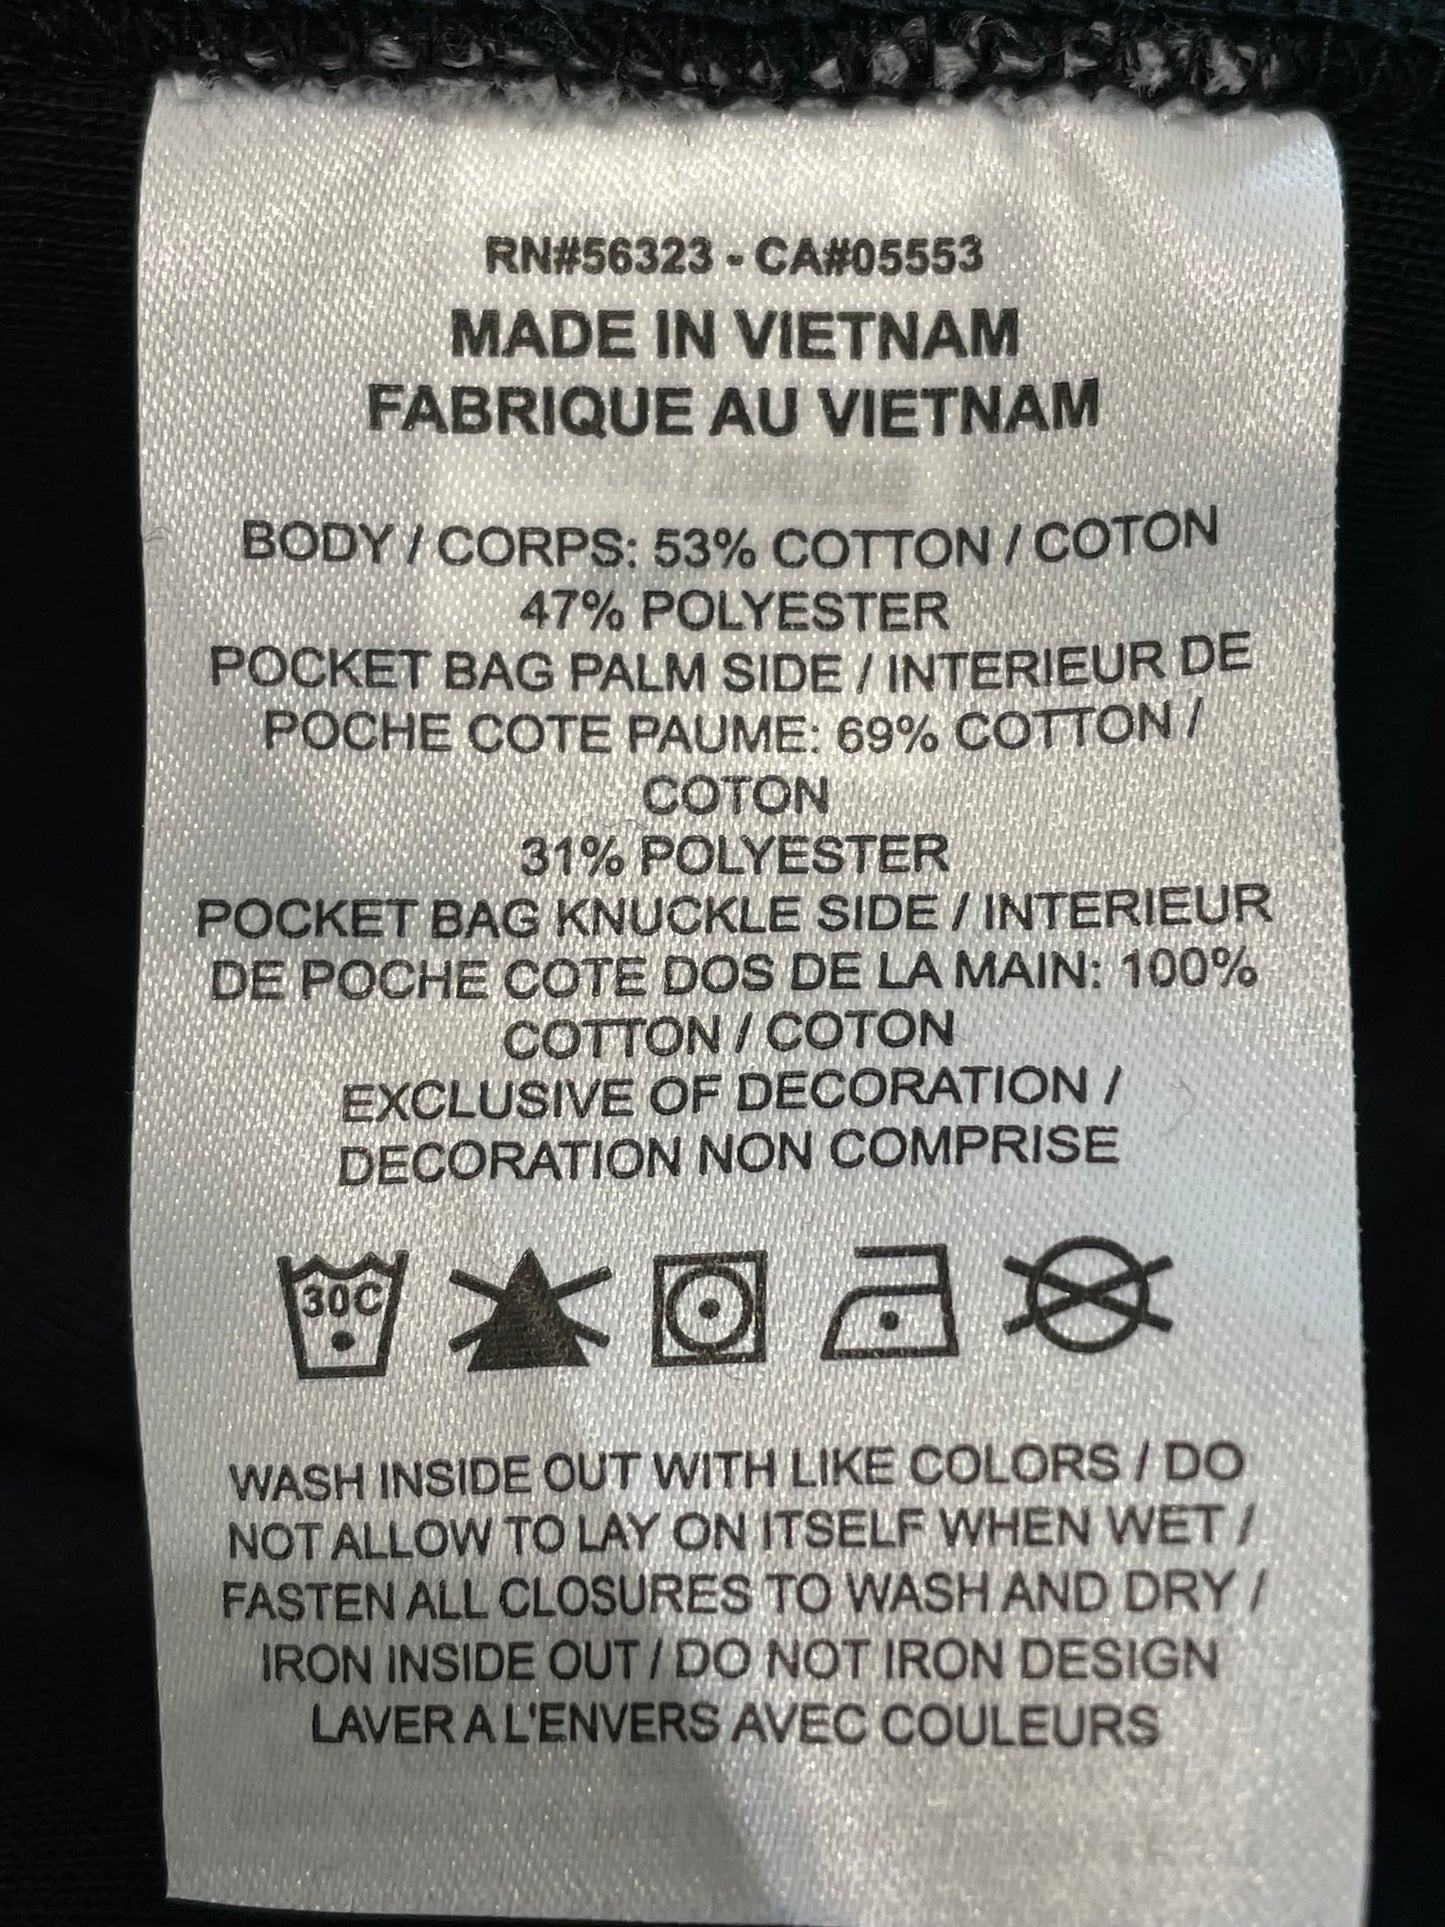 RN#56323 - CA#05553
MADE IN VIETNAM
FABRIQUE AU VIETNAM
BODY / CORPS: 53% COTTON / COTON
47% POLYESTER
POCKET BAG PALM SIDE / INTERIEUR DE
POCHE COTE PAUME: 69% COTTON /
COTON
31% POLYESTER
POCKET BAG KNUCKLE SIDE / INTERIEUR
DE POCHE COTE DOS DE LA MAIN: 100%
COTTON / COTON
EXCLUSIVE OF DECORATION /
DECORATION NON COMPRISE
30C
WASH INSIDE OUT WITH LIKE COLORS / DO
NOT ALLOW TO LAY ON ITSELF WHEN WET /
FASTEN ALL CLOSURES TO WASH AND DRY /
IRON INSIDE OUT / DO NOT IRON DESIGN
LAVER A L'ENVERS AVEC COULEURS